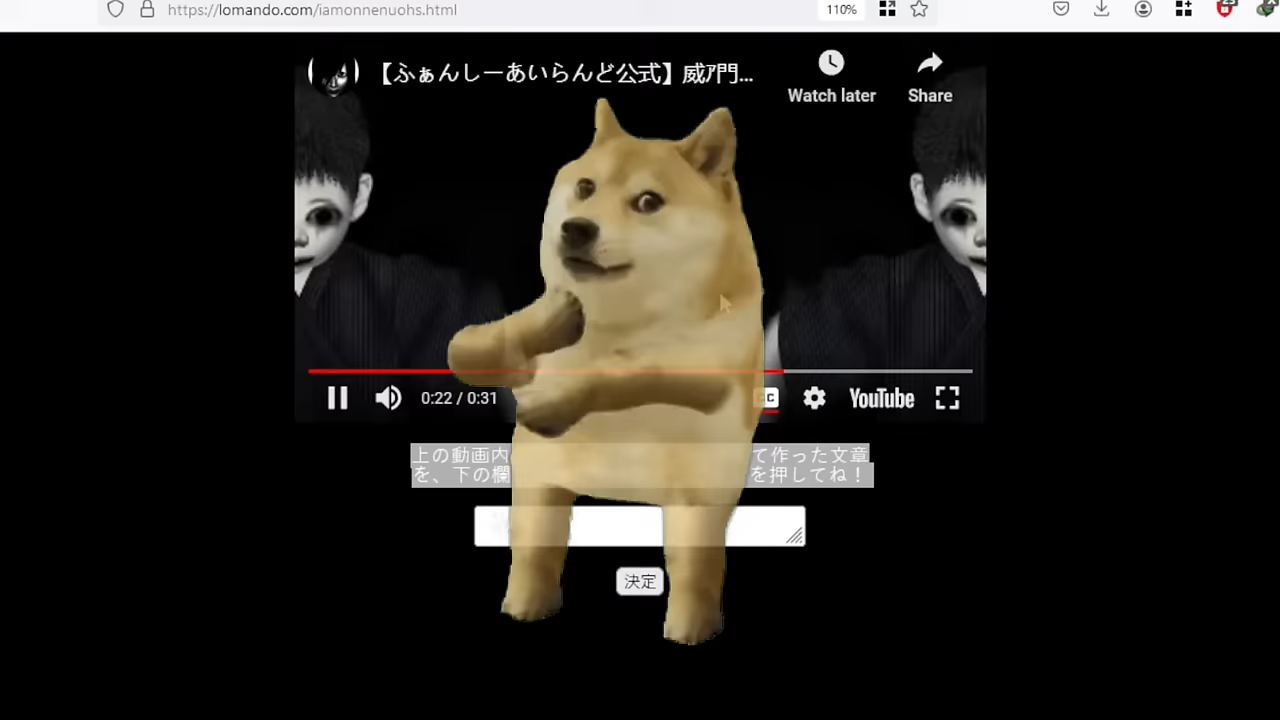 https://lomando.com/iamonnenuohs.html
110%
【ふぁんしーあいらんど公式】威ｱ門...
Watch later
Share
0:22 / 0:31
YouTube
上の動画内 て作った文章
を、下の欄 を押してね！
決定